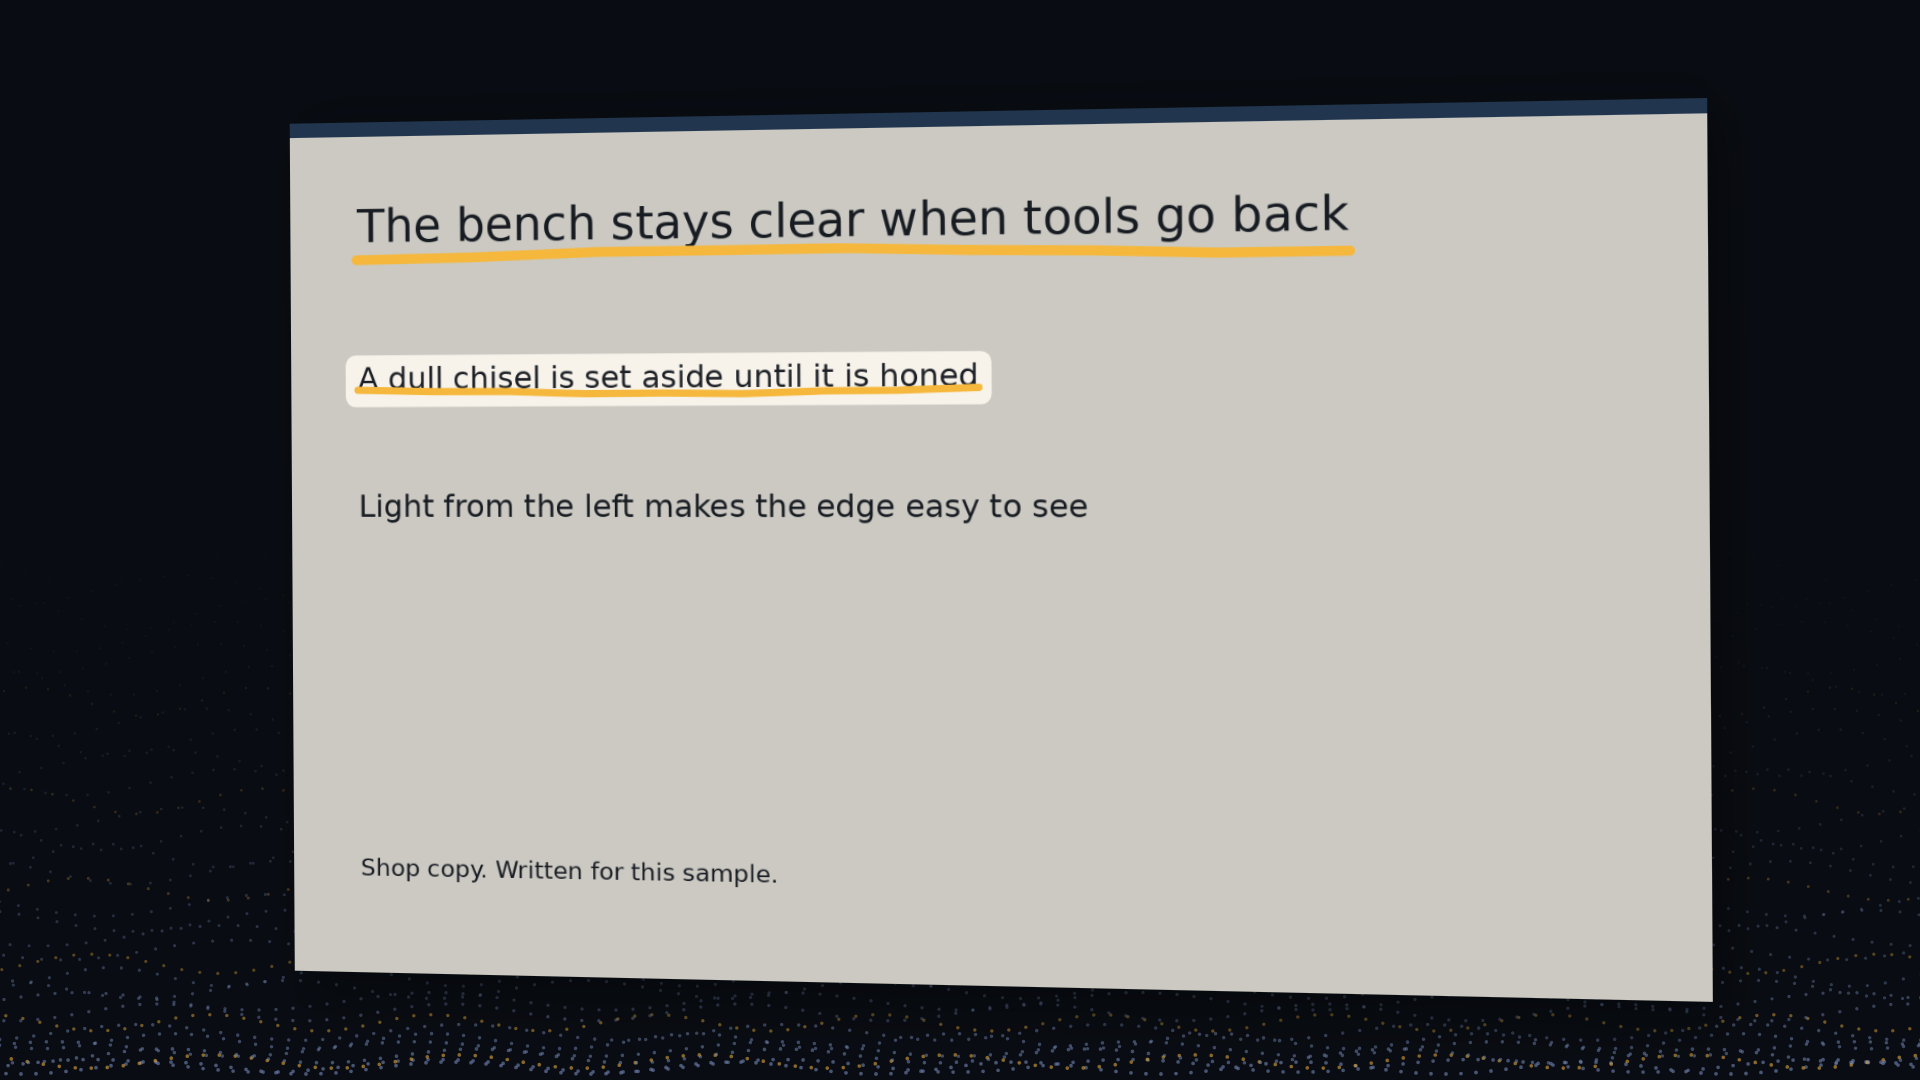 The bench stays clear when tools go back
A dull chisel is set aside until it is honed
Light from the left makes the edge easy to see
Shop copy. Written for this sample.